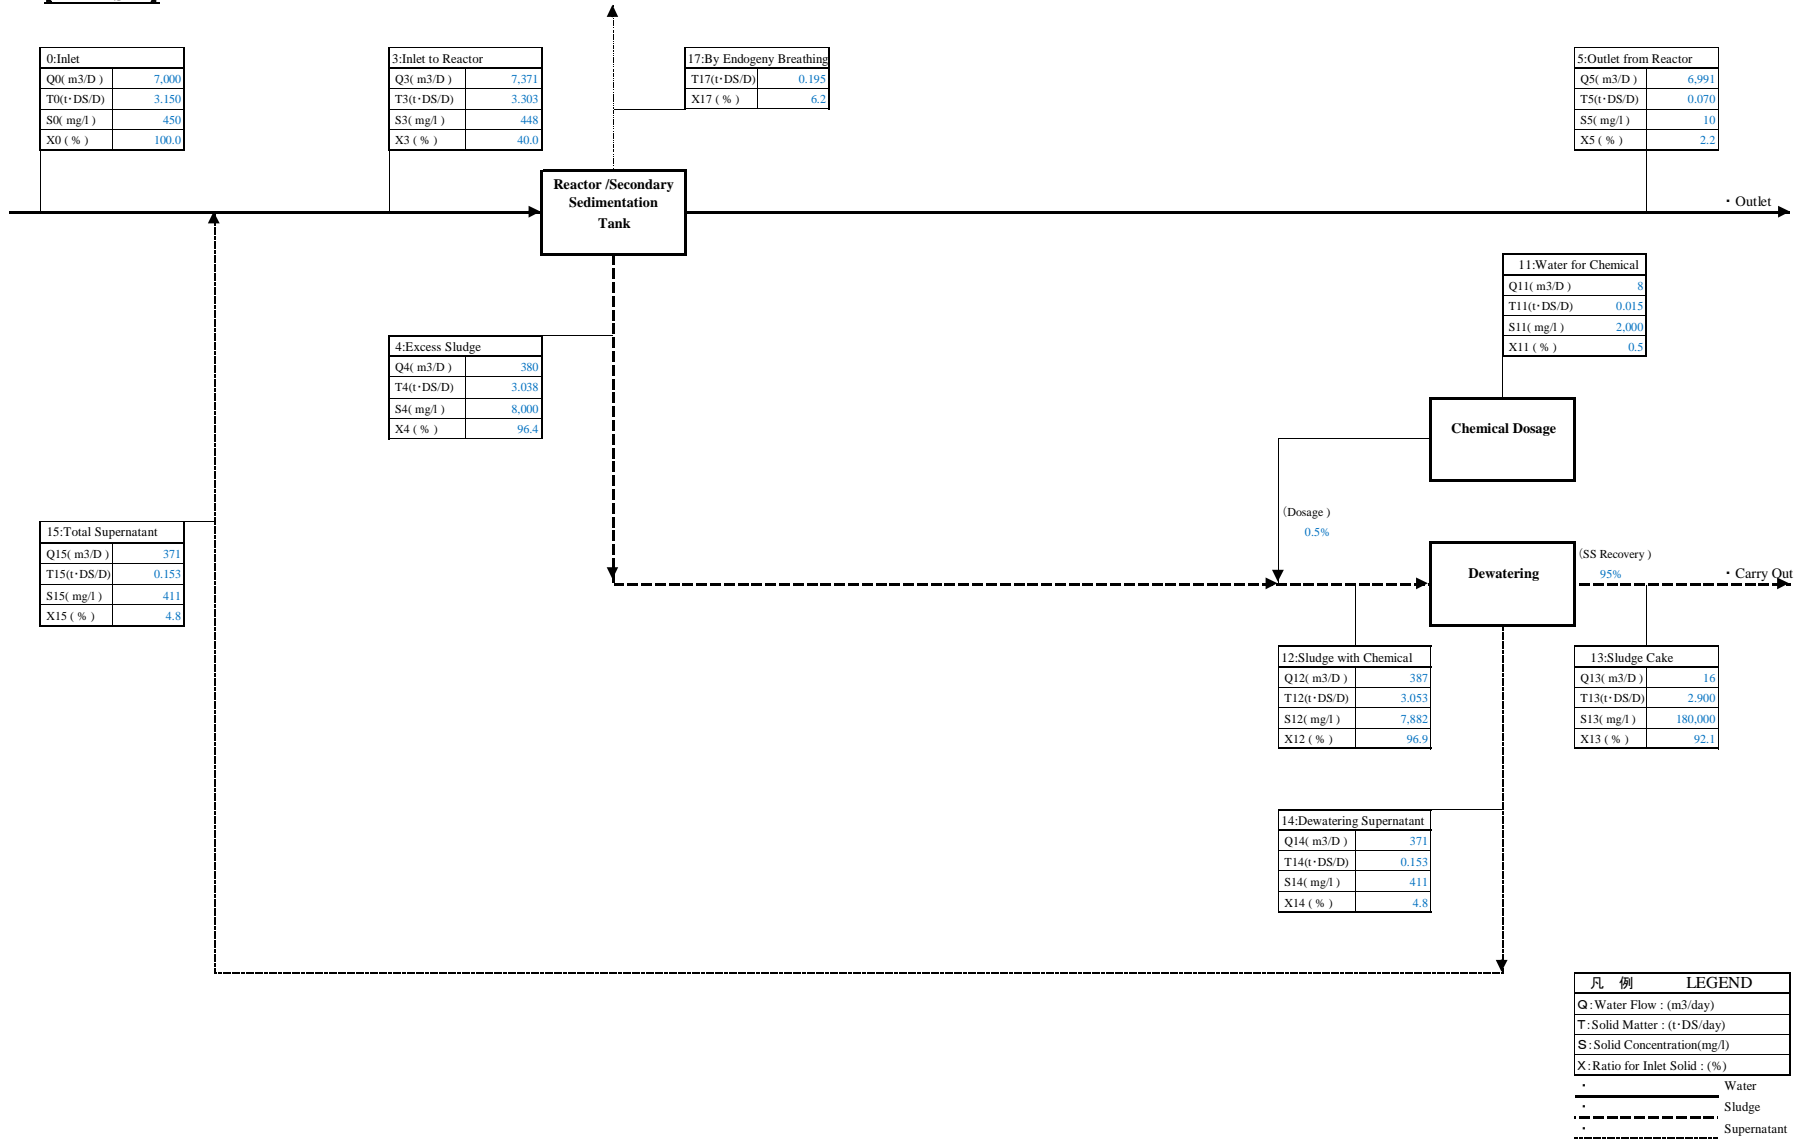 0:Inlet
Q0( m3/D ) 7,000
T0(t・DS/D) 3.150
S0( mg/l ) 450
X0 ( % ) 100.0
3:Inlet to Reactor
Q3( m3/D ) 7,371
T3(t・DS/D) 3.303
S3( mg/l ) 448
X3 ( % ) 40.0
17:By Endogeny Breathing
T17(t・DS/D) 0.195
X17 ( % ) 6.2
5:Outlet from Reactor
Q5( m3/D ) 6,991
T5(t・DS/D) 0.070
S5( mg/l ) 10
X5 ( % ) 2.2
Reactor /Secondary
Sedimentation
Tank
・ Outlet
11:Water for Chemical
Q11( m3/D ) 8
T11(t・DS/D) 0.015
S11( mg/l ) 2,000
X11 ( % ) 0.5
4:Excess Sludge
Q4( m3/D ) 380
T4(t・DS/D) 3.038
S4( mg/l ) 8,000
X4 ( % ) 96.4
Chemical Dosage
(Dosage )
0.5%
15:Total Supernatant
Q15( m3/D ) 371
T15(t・DS/D) 0.153
S15( mg/l ) 411
X15 ( % ) 4.8
Dewatering
(SS Recovery )
95%
・ Carry Out
12:Sludge with Chemical
Q12( m3/D ) 387
T12(t・DS/D) 3.053
S12( mg/l ) 7,882
X12 ( % ) 96.9
13:Sludge Cake
Q13( m3/D ) 16
T13(t・DS/D) 2.900
S13( mg/l ) 180,000
X13 ( % ) 92.1
14:Dewatering Supernatant
Q14( m3/D ) 371
T14(t・DS/D) 0.153
S14( mg/l ) 411
X14 ( % ) 4.8
凡 例 LEGEND
Q:Water Flow : (m3/day)
T:Solid Matter : (t・DS/day)
S:Solid Concentration(mg/l)
X:Ratio for Inlet Solid : (%)
・ Water
・ Sludge
・ Supernatant